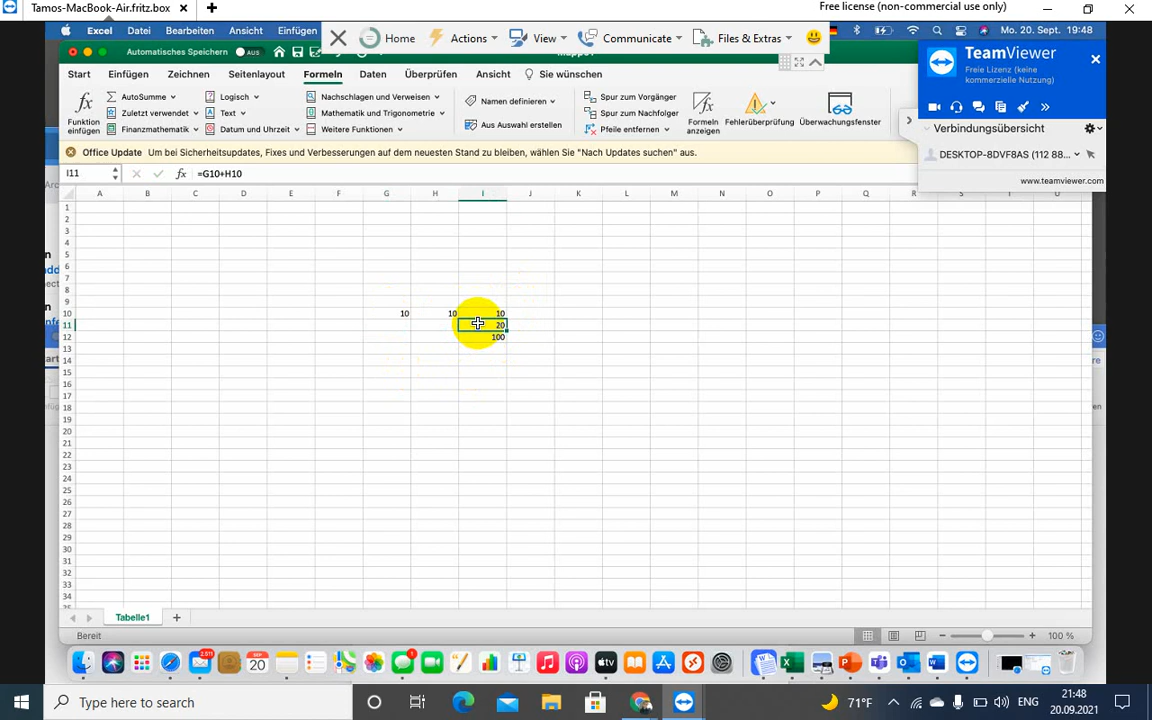 Tamos-MacBook-Air.fritz.box
Free license (non-commercial use only)
Excel Datei Bearbeiten Ansicht Einfügen
Home Actions View Communicate Files & Extras
Mo. 20. Sept. 19:48
Automatisches Speichern AUS
TeamViewer
Freie Lizenz (keine
kommerzielle Nutzung)
Verbindungsübersicht
DESKTOP-8DVF8AS (112 88...
www.teamviewer.com
Start Einfügen Zeichnen Seitenlayout Formeln Daten Überprüfen Ansicht Sie wünschen
Funktion
einfügen
AutoSumme
Zuletzt verwendet
Finanzmathematik
Logisch
Text
Datum und Uhrzeit
Nachschlagen und Verweisen
Mathematik und Trigonometrie
Weitere Funktionen
Namen definieren
Aus Auswahl erstellen
Spur zum Vorgänger
Spur zum Nachfolger
Pfeile entfernen
Formeln
anzeigen
Fehlerüberprüfung
Überwachungsfenster
Office Update Um bei Sicherheitsupdates, Fixes und Verbesserungen auf dem neuesten Stand zu bleiben, wählen Sie "Nach Updates suchen" aus.
I11 fx =G10+H10
A B C D E F G H I J K L M N O P Q R S T U
1
2
3
4
5
6
7
8
9
10 10 10 10
11 20
12 100
13
14
15
16
17
18
19
20
21
22
23
24
25
26
27
28
29
30
31
32
33
34
Tabelle1
Bereit
100 %
2.511
SEP
20
Type here to search
71°F
ENG
21:48
20.09.2021